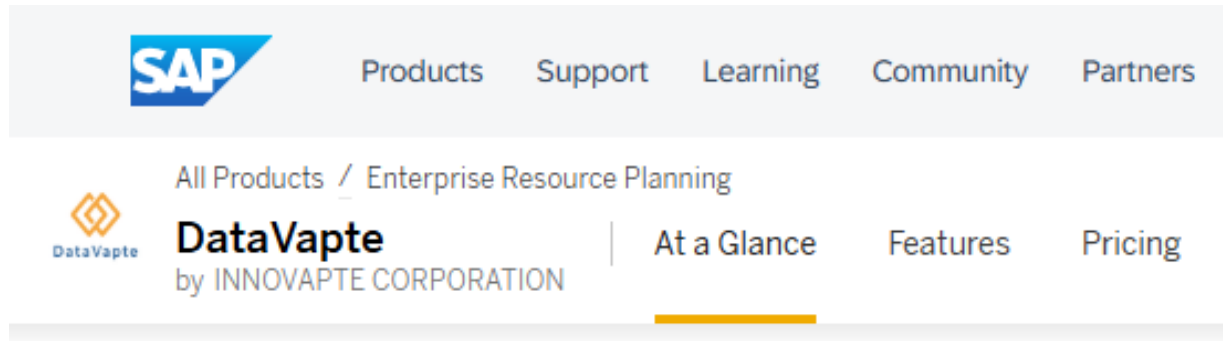 SAP Products Support Learning Community Partners
All Products / Enterprise Resource Planning
DataVapte
DataVapte At a Glance Features Pricing
by INNOVAPTE CORPORATION